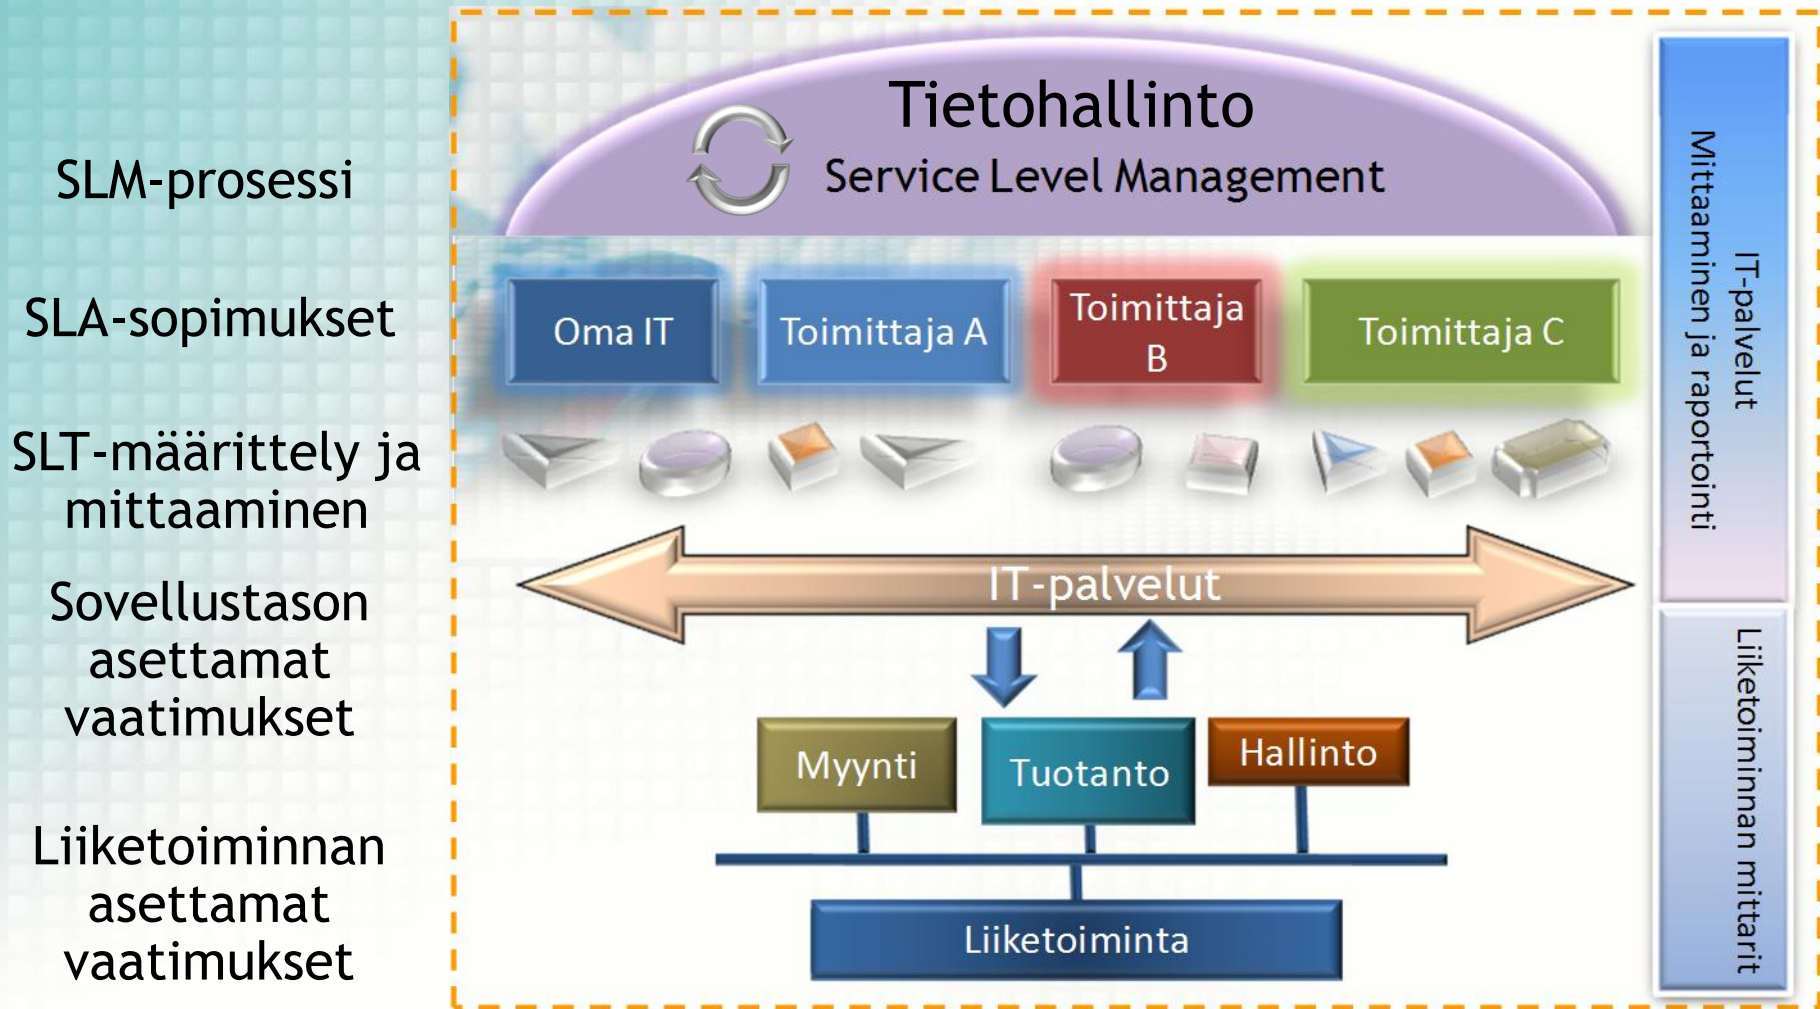 SLM-prosessi
SLA-sopimukset
SLT-määrittely ja
mittaaminen
Sovellustason
asettamat
vaatimukset
Liiketoiminnan
asettamat
vaatimukset
Tietohallinto
Service Level Management
Oma IT
Toimittaja A
Toimittaja
B
Toimittaja C
IT-palvelut
Myynti
Tuotanto
Hallinto
Liiketoiminta
IT-palvelut
Mittaaminen ja raportointi
Liiketoiminnan mittarit